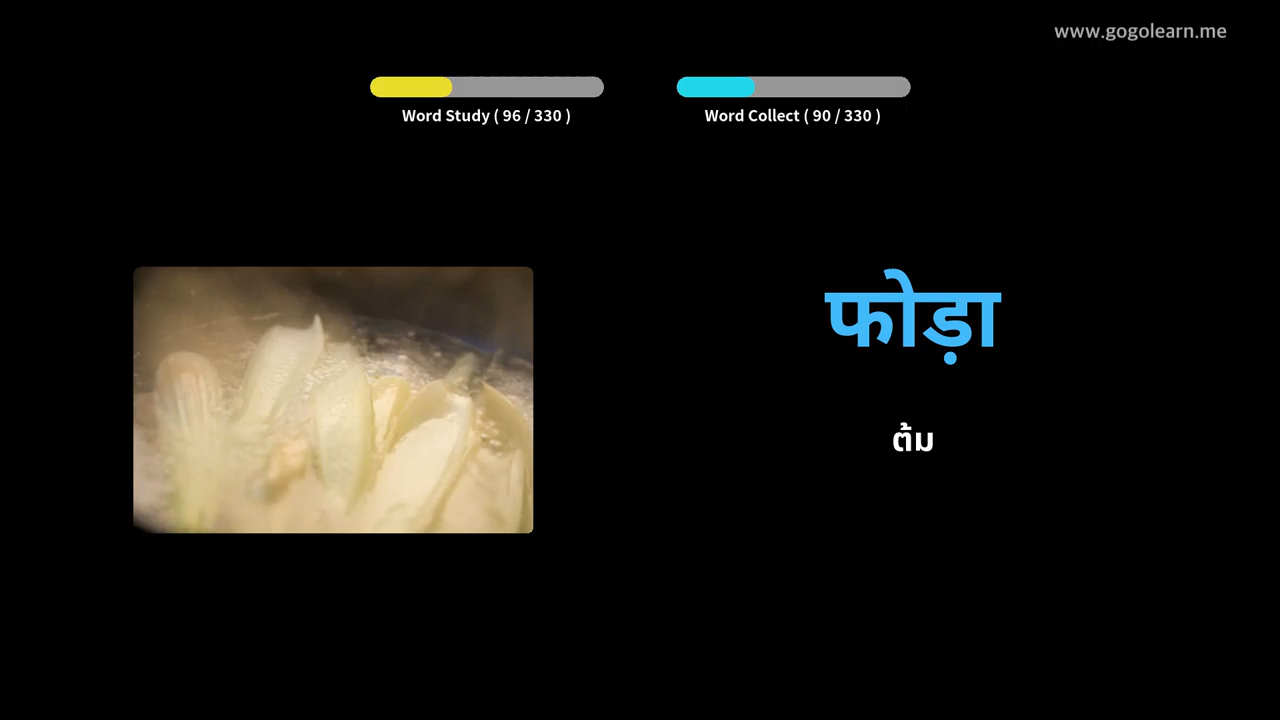 www.gogolearn.me
Word Study ( 96 / 330 )
Word Collect ( 90 / 330 )
फोड़ा
ต้ม